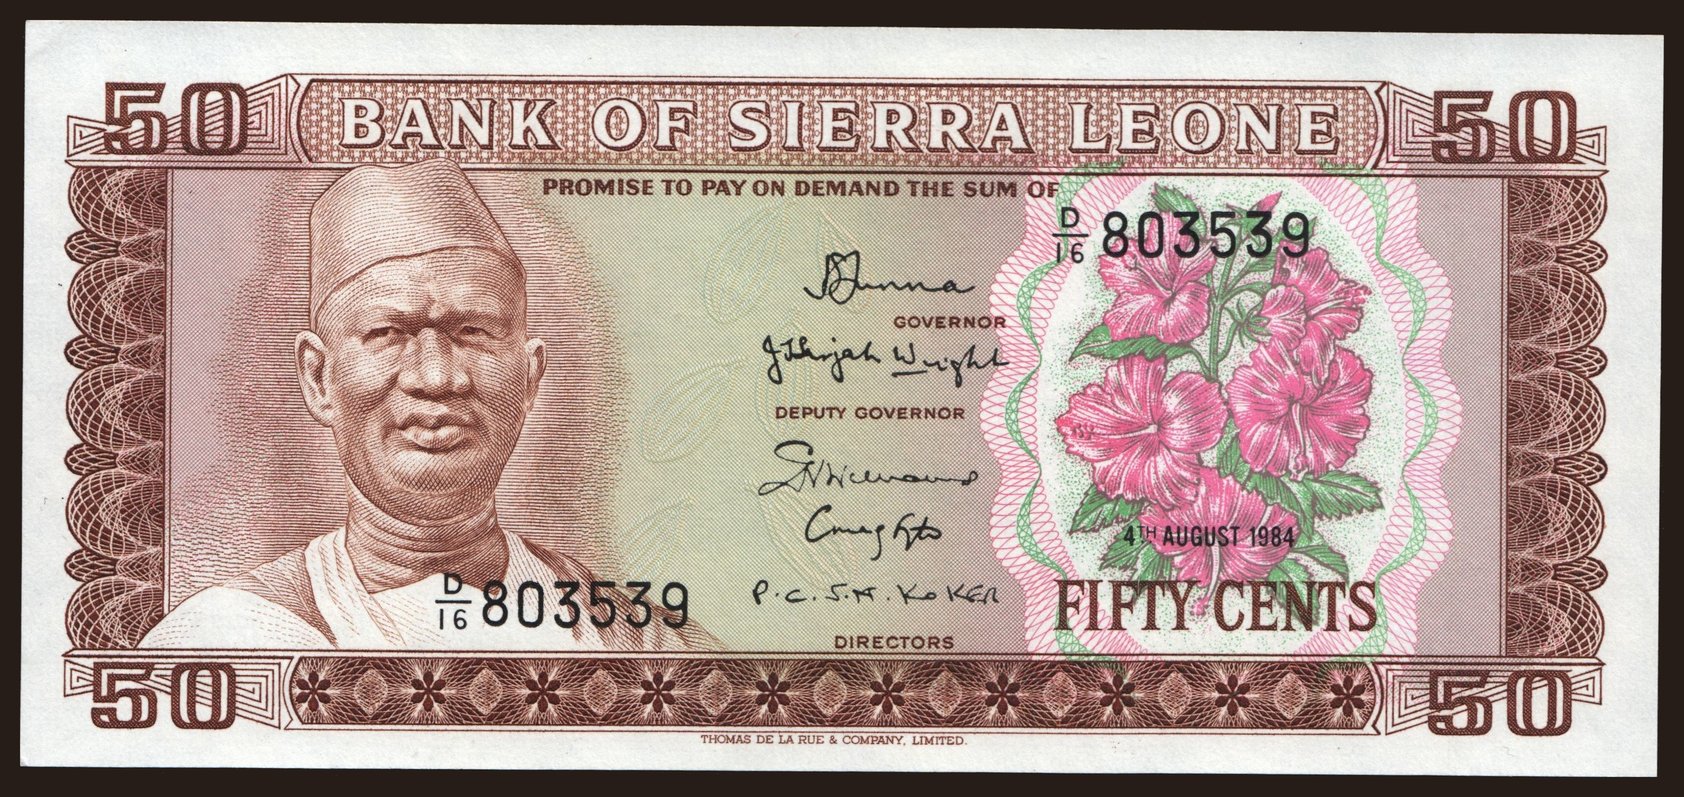 50 BANK OF SIERRA LEONE 50
PROMISE TO PAY ON DEMAND THE SUM OF
D/16 803539
GOVERNOR
DEPUTY GOVERNOR
4TH AUGUST 1984
D/16 803539
P.C.S.A. KOKER
FIFTY CENTS
DIRECTORS
50 50
THOMAS DE LA RUE & COMPANY, LIMITED.